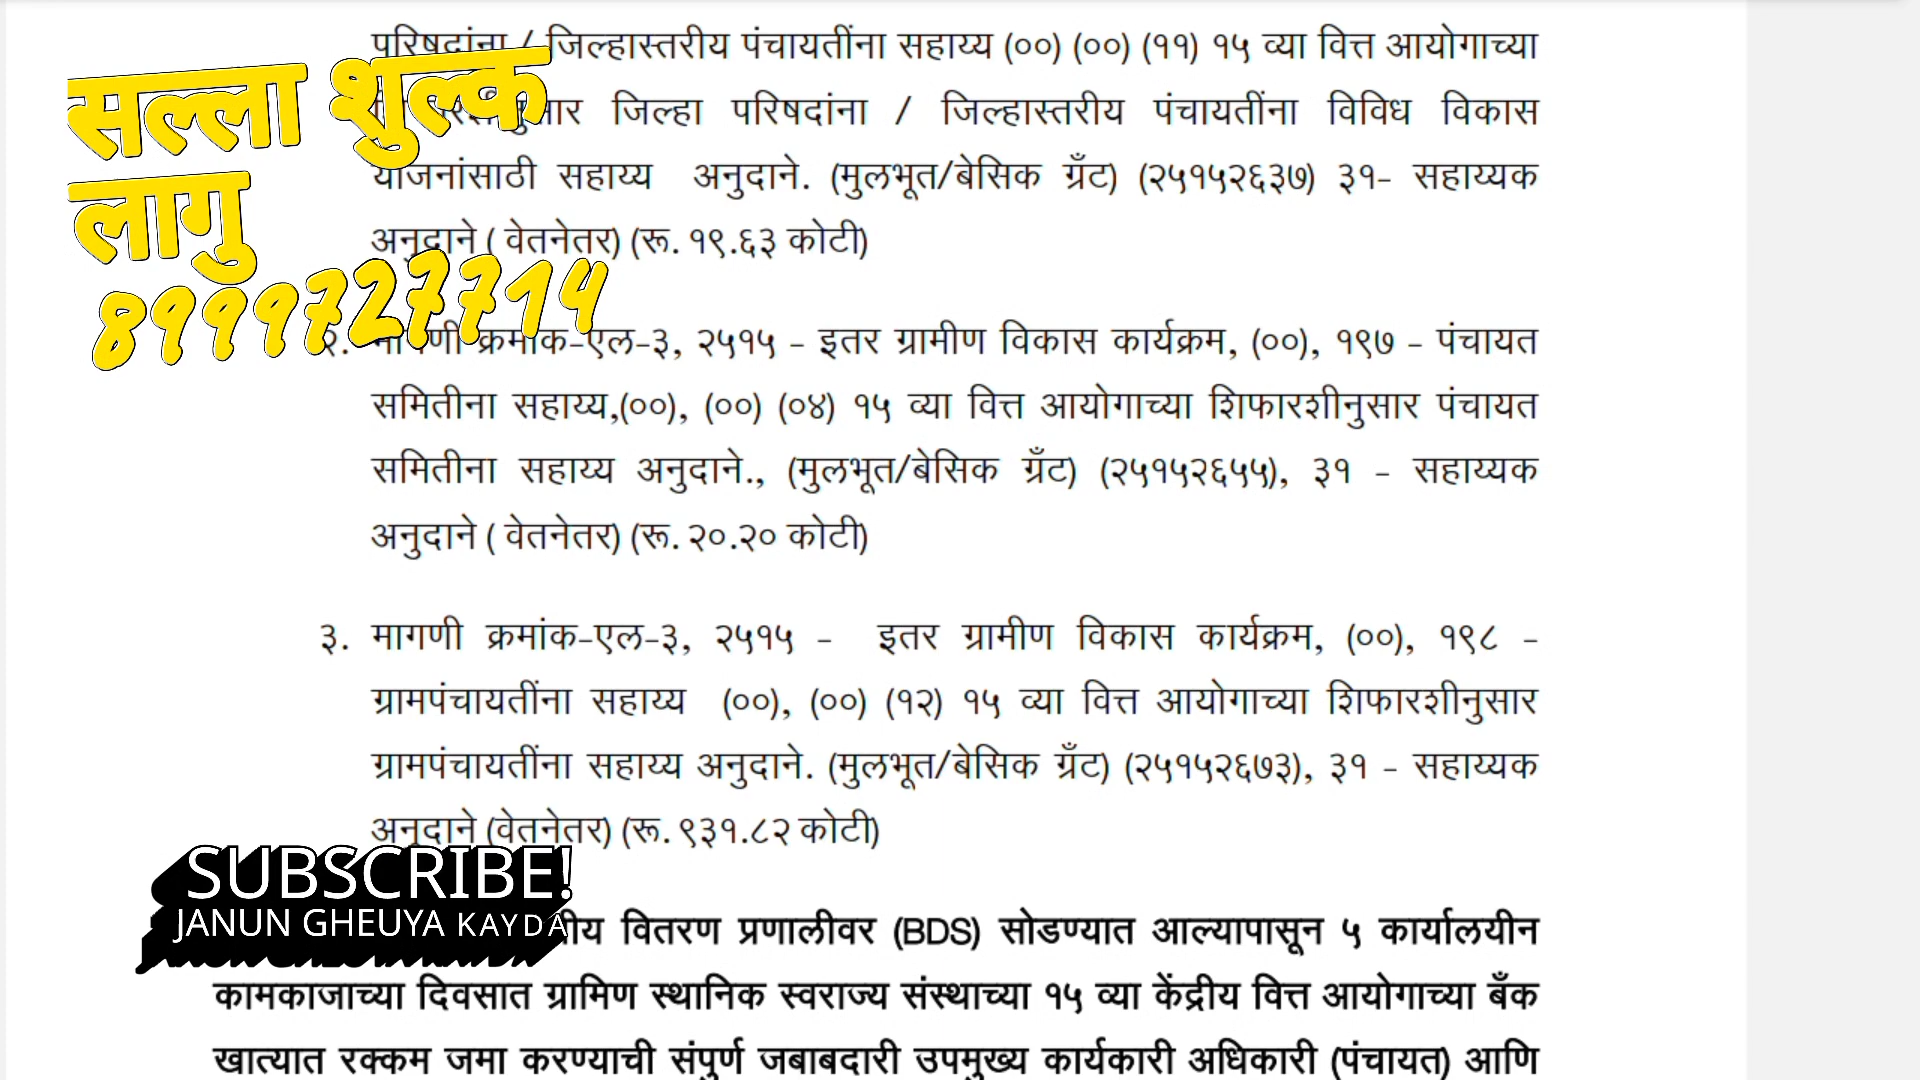 परिषदांना / जिल्हास्तरीय पंचायतींना सहाय्य (००) (००) (११) १५ व्या वित्त आयोगाच्या
जिल्हा परिषदांना / जिल्हास्तरीय पंचायतींना विविध विकास
योजनांसाठी सहाय्य अनुदाने. (मुलभूत/बेसिक ग्रँट) (२५१५२६३७) ३१- सहाय्यक
अनुदाने ( वेतनेतर) (रू. १९.६३ कोटी)
सल्ला शुल्क
लागु
8999727714
२. मागणी क्रमांक-एल-३, २५१५ - इतर ग्रामीण विकास कार्यक्रम, (००), १९७ - पंचायत
समितीना सहाय्य,(००), (००) (०४) १५ व्या वित्त आयोगाच्या शिफारशीनुसार पंचायत
समितीना सहाय्य अनुदाने., (मुलभूत/बेसिक ग्रँट) (२५१५२६५५), ३१ - सहाय्यक
अनुदाने ( वेतनेतर) (रू. २०.२० कोटी)
३. मागणी क्रमांक-एल-३, २५१५ - इतर ग्रामीण विकास कार्यक्रम, (००), १९८ -
ग्रामपंचायतींना सहाय्य (००), (००) (१२) १५ व्या वित्त आयोगाच्या शिफारशीनुसार
ग्रामपंचायतींना सहाय्य अनुदाने. (मुलभूत/बेसिक ग्रँट) (२५१५२६७३), ३१ - सहाय्यक
अनुदाने (वेतनेतर) (रू. ९३१.८२ कोटी)
SUBSCRIBE!
JANUN GHEUYA KAYDA
वितरण प्रणालीवर (BDS) सोडण्यात आल्यापासून ५ कार्यालयीन
कामकाजाच्या दिवसात ग्रामिण स्थानिक स्वराज्य संस्थाच्या १५ व्या केंद्रीय वित्त आयोगाच्या बँक
खात्यात रक्कम जमा करण्याची संपुर्ण जबाबदारी उपमुख्य कार्यकारी अधिकारी (पंचायत) आणि